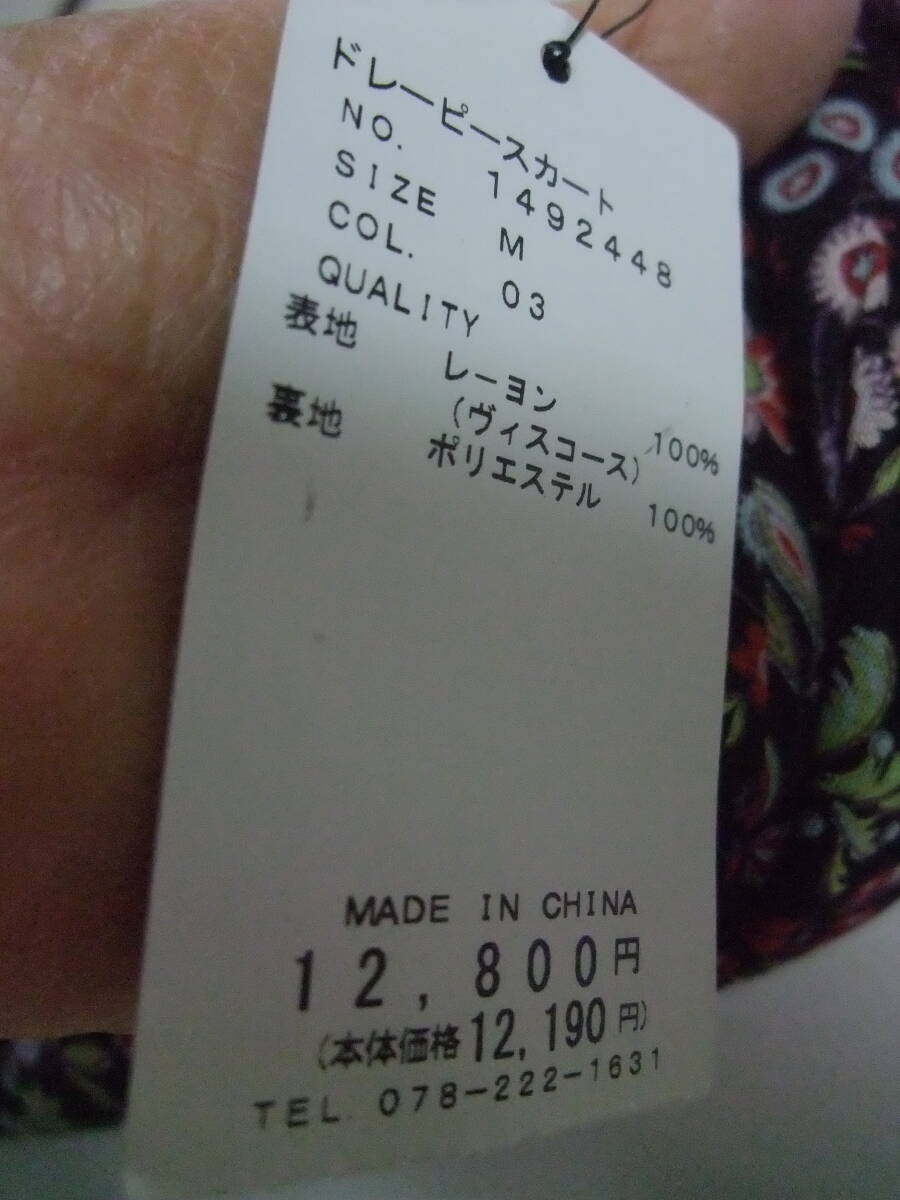 ドレーピースカート
NO. 1492448
SIZE M
COL. 03
QUALITY
表地 レーヨン
(ヴィスコース) 100%
裏地 ポリエステル 100%
MADE IN CHINA
12,800円
(本体価格12,190円)
TEL. 078-222-1631